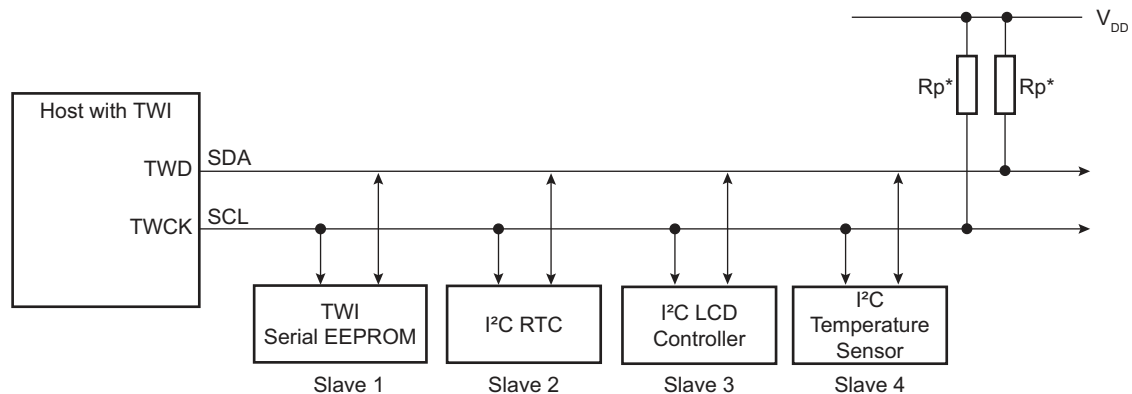 V_DD
Rp* Rp*
Host with TWI
TWD SDA
TWCK SCL
TWI
Serial EEPROM
I²C RTC
I²C LCD
Controller
I²C
Temperature
Sensor
Slave 1 Slave 2 Slave 3 Slave 4